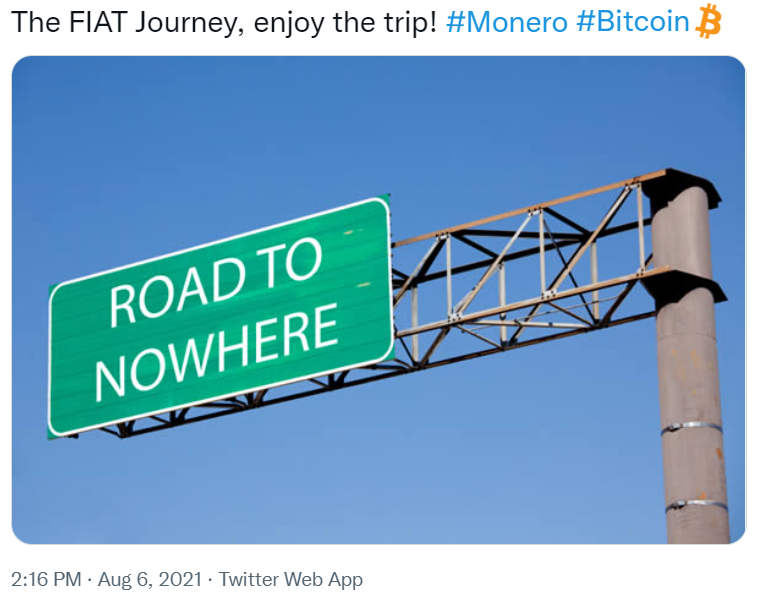 The FIAT Journey, enjoy the trip! #Monero #Bitcoin
ROAD TO
NOWHERE
2:16 PM · Aug 6, 2021 · Twitter Web App